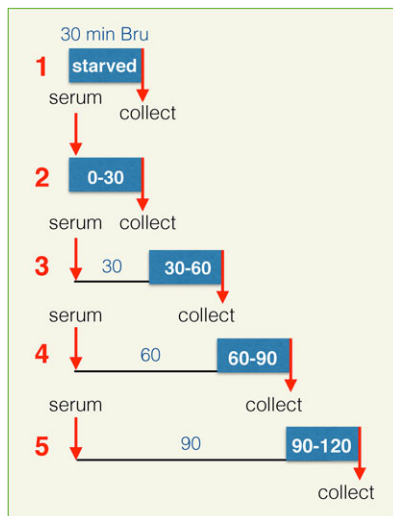 30 min Bru
1 starved
serum collect
2 0-30
serum collect
3 30 30-60
serum collect
4 60 60-90
serum collect
5 90 90-120
collect